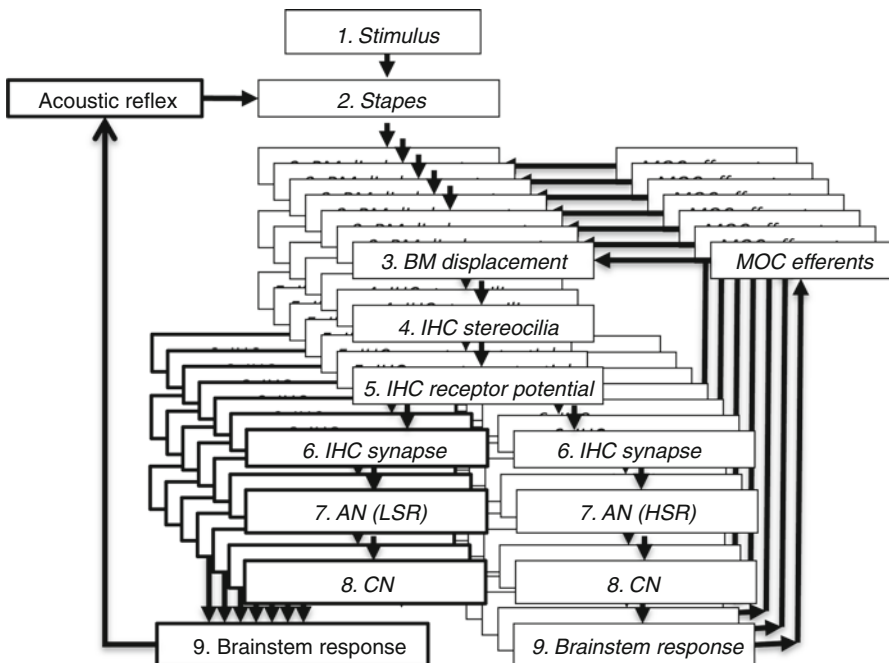 1. Stimulus
Acoustic reflex
2. Stapes
3. BM displacement
MOC efferents
4. IHC stereocilia
5. IHC receptor potential
6. IHC synapse
6. IHC synapse
7. AN (LSR)
7. AN (HSR)
8. CN
8. CN
9. Brainstem response
9. Brainstem response